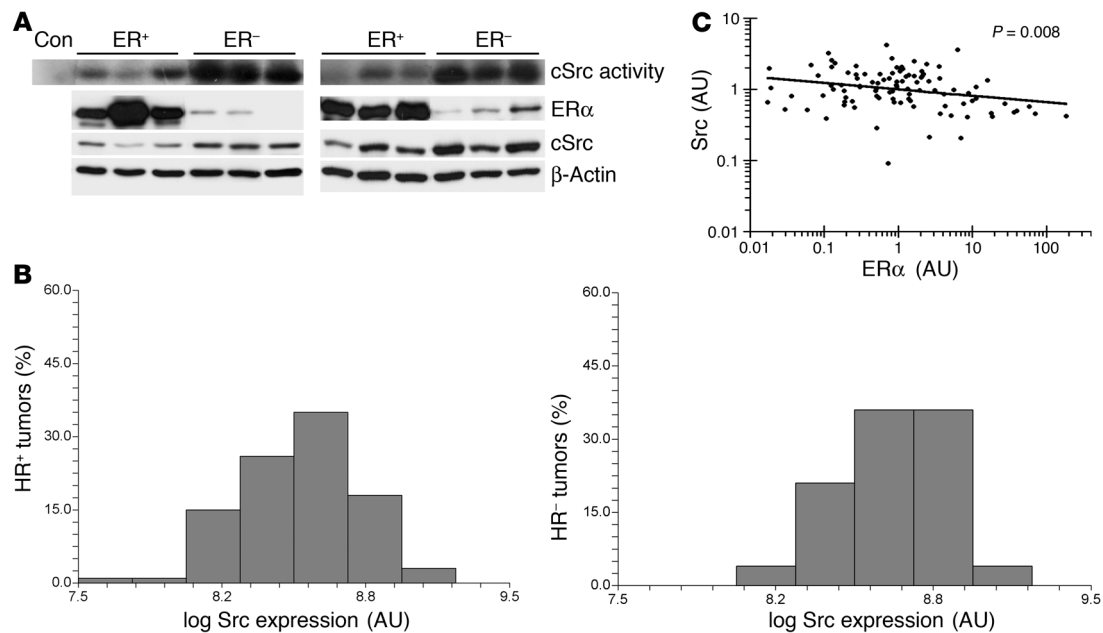 A
Con ER⁺ ER⁻ ER⁺ ER⁻
cSrc activity
ERα
cSrc
β-Actin
C
P = 0.008
10
1
0.1
0.01
Src (AU)
0.01 0.1 1 10 100
ERα (AU)
B
60.0
45.0
30.0
15.0
0.0
HR⁺ tumors (%)
7.5 8.2 8.8 9.5
log Src expression (AU)
60.0
45.0
30.0
15.0
0.0
HR⁻ tumors (%)
7.5 8.2 8.8 9.5
log Src expression (AU)